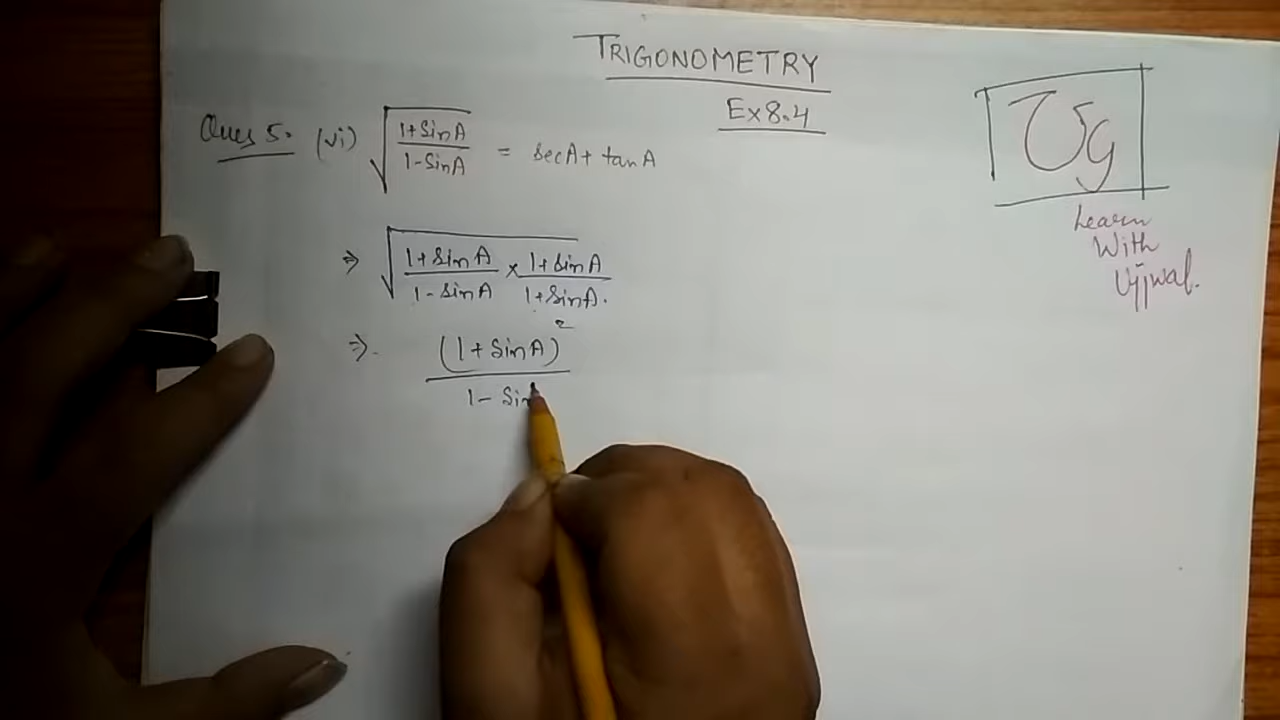 TRIGONOMETRY
Ex 8.4
Ques 5. (vi) √((1+SinA)/(1-SinA)) = secA + tanA
⇒ √((1+SinA)/(1-SinA) × (1+SinA)/(1+SinA))
⇒ (1+SinA)²/(1-Sin
Ug
Learn
With
Ujjwal.